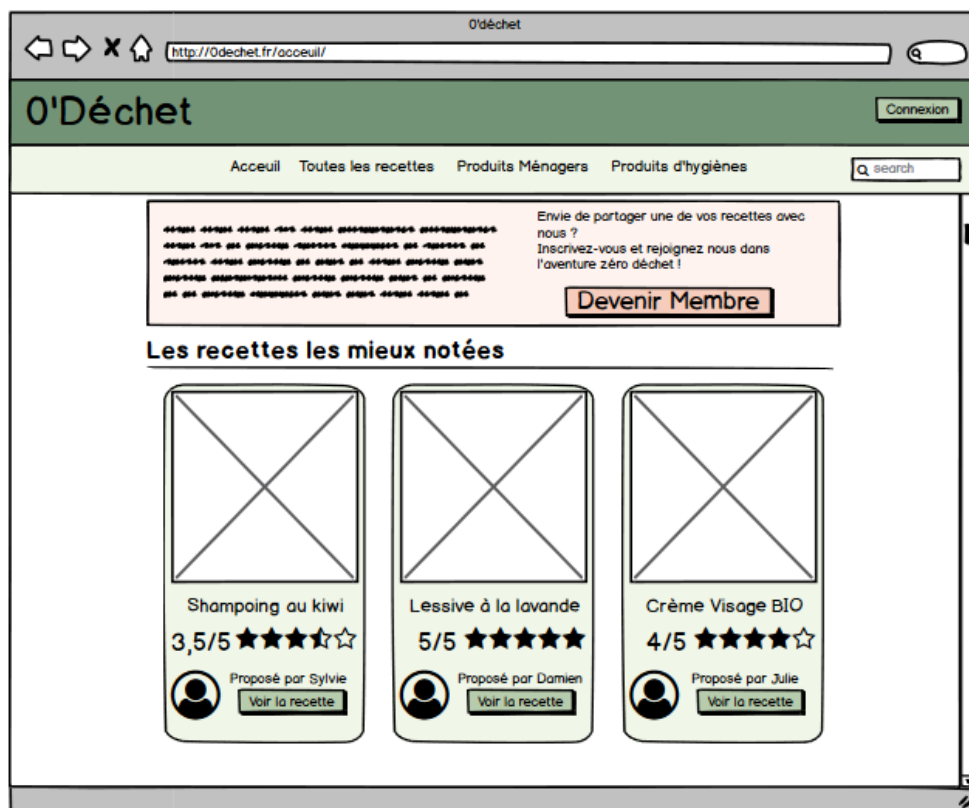 0'déchet
http://0dechet.fr/acceuil/
0'Déchet
Connexion
Acceuil Toutes les recettes Produits Ménagers Produits d'hygiènes
search
Envie de partager une de vos recettes avec
nous ?
Inscrivez-vous et rejoignez nous dans
l'aventure zéro déchet !
Devenir Membre
Les recettes les mieux notées
Shampoing au kiwi
3,5/5
Proposé par Sylvie
Voir la recette
Lessive à la lavande
5/5
Proposé par Damien
Voir la recette
Crème Visage BIO
4/5
Proposé par Julie
Voir la recette